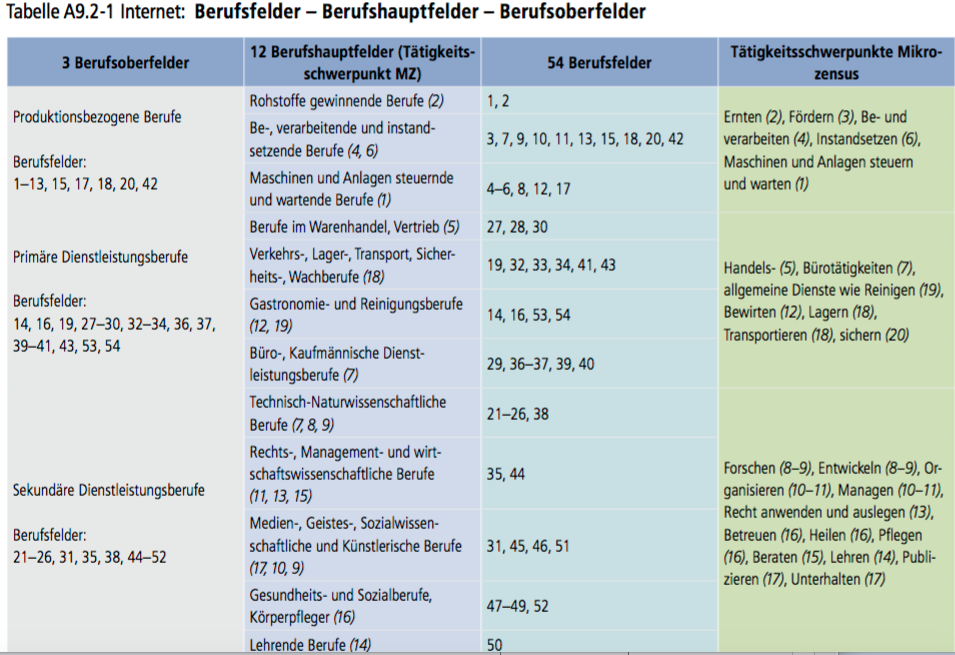 Tabelle A9.2-1 Internet: Berufsfelder – Berufshauptfelder – Berufsoberfelder
3 Berufsoberfelder
12 Berufshauptfelder (Tätigkeits-
schwerpunkt MZ)
54 Berufsfelder
Tätigkeitsschwerpunkte Mikro-
zensus
Produktionsbezogene Berufe
Berufsfelder:
1–13, 15, 17, 18, 20, 42
Rohstoffe gewinnende Berufe (2)
1, 2
Be-, verarbeitende und instand-
setzende Berufe (4, 6)
3, 7, 9, 10, 11, 13, 15, 18, 20, 42
Maschinen und Anlagen steuernde
und wartende Berufe (1)
4–6, 8, 12, 17
Ernten (2), Fördern (3), Be- und
verarbeiten (4), Instandsetzen (6),
Maschinen und Anlagen steuern
und warten (1)
Primäre Dienstleistungsberufe
Berufsfelder:
14, 16, 19, 27–30, 32–34, 36, 37,
39–41, 43, 53, 54
Berufe im Warenhandel, Vertrieb (5)
27, 28, 30
Verkehrs-, Lager-, Transport, Sicher-
heits-, Wachberufe (18)
19, 32, 33, 34, 41, 43
Gastronomie- und Reinigungsberufe
(12, 19)
14, 16, 53, 54
Büro-, Kaufmännische Dienst-
leistungsberufe (7)
29, 36–37, 39, 40
Handels- (5), Bürotätigkeiten (7),
allgemeine Dienste wie Reinigen (19),
Bewirten (12), Lagern (18),
Transportieren (18), sichern (20)
Sekundäre Dienstleistungsberufe
Berufsfelder:
21–26, 31, 35, 38, 44–52
Technisch-Naturwissenschaftliche
Berufe (7, 8, 9)
21–26, 38
Rechts-, Management- und wirt-
schaftswissenschaftliche Berufe
(11, 13, 15)
35, 44
Medien-, Geistes-, Sozialwissen-
schaftliche und Künstlerische Berufe
(17, 10, 9)
31, 45, 46, 51
Gesundheits- und Sozialberufe,
Körperpfleger (16)
47–49, 52
Lehrende Berufe (14)
50
Forschen (8–9), Entwickeln (8–9), Or-
ganisieren (10–11), Managen (10–11),
Recht anwenden und auslegen (13),
Betreuen (16), Heilen (16), Pflegen
(16), Beraten (15), Lehren (14), Publi-
zieren (17), Unterhalten (17)